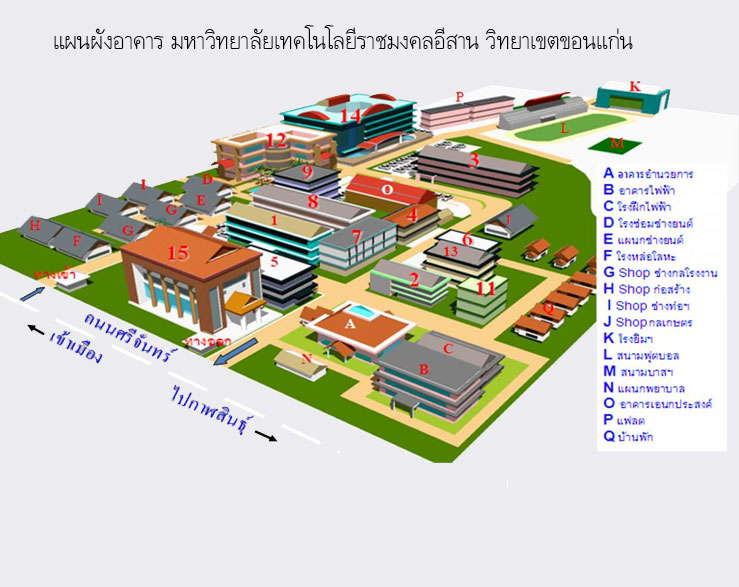 แผนผังอาคาร มหาวิทยาลัยเทคโนโลยีราชมงคลอีสาน วิทยาเขตขอนแก่น
K
P
14
L
12
M
3
9
D
O
I
E
8
I
G
4
J
H
F
G
1
7
6
15
5
13
2
11
ทางเข้า
Q
ถนนศรีจันทร์
A
เข้าเมือง
ทางออก
C
N
B
ไปกาฬสินธุ์
A อาคารอำนวยการ
B อาคารไฟฟ้า
C โรงฝึกไฟฟ้า
D โรงซ่อมช่างยนต์
E แผนกช่างยนต์
F โรงหล่อโลหะ
G Shop ช่างกลโรงงาน
H Shop ก่อสร้าง
I Shop ช่างท่อฯ
J Shopกลเกษตร
K โรงยิมฯ
L สนามฟุตบอล
M สนามบาสฯ
N แผนกพยาบาล
O อาคารเอนกประสงค์
P แฟลต
Q บ้านพัก